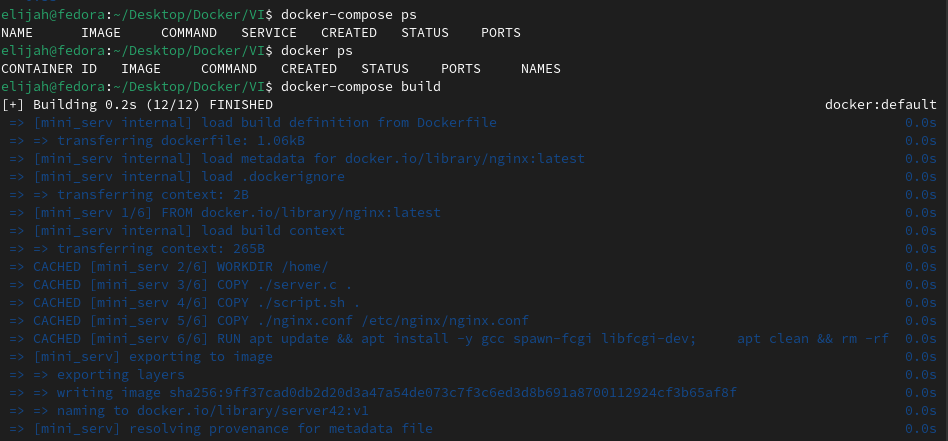 elijah@fedora:~/Desktop/Docker/VI$ docker-compose ps
NAME      IMAGE     COMMAND   SERVICE   CREATED   STATUS    PORTS
elijah@fedora:~/Desktop/Docker/VI$ docker ps
CONTAINER ID   IMAGE     COMMAND   CREATED   STATUS    PORTS     NAMES
elijah@fedora:~/Desktop/Docker/VI$ docker-compose build
[+] Building 0.2s (12/12) FINISHED                                                                     docker:default
 => [mini_serv internal] load build definition from Dockerfile                                                   0.0s
 => => transferring dockerfile: 1.06kB                                                                           0.0s
 => [mini_serv internal] load metadata for docker.io/library/nginx:latest                                        0.0s
 => [mini_serv internal] load .dockerignore                                                                      0.0s
 => => transferring context: 2B                                                                                  0.0s
 => [mini_serv 1/6] FROM docker.io/library/nginx:latest                                                          0.0s
 => [mini_serv internal] load build context                                                                      0.0s
 => => transferring context: 265B                                                                                0.0s
 => CACHED [mini_serv 2/6] WORKDIR /home/                                                                        0.0s
 => CACHED [mini_serv 3/6] COPY ./server.c .                                                                     0.0s
 => CACHED [mini_serv 4/6] COPY ./script.sh .                                                                    0.0s
 => CACHED [mini_serv 5/6] COPY ./nginx.conf /etc/nginx/nginx.conf                                               0.0s
 => CACHED [mini_serv 6/6] RUN apt update && apt install -y gcc spawn-fcgi libfcgi-dev;     apt clean && rm -rf  0.0s
 => [mini_serv] exporting to image                                                                               0.0s
 => => exporting layers                                                                                          0.0s
 => => writing image sha256:9ff37cad0db2d20d3a47a54de073c7f3c6ed3d8b691a8700112924cf3b65af8f                     0.0s
 => => naming to docker.io/library/server42:v1                                                                   0.0s
 => [mini_serv] resolving provenance for metadata file                                                           0.0s